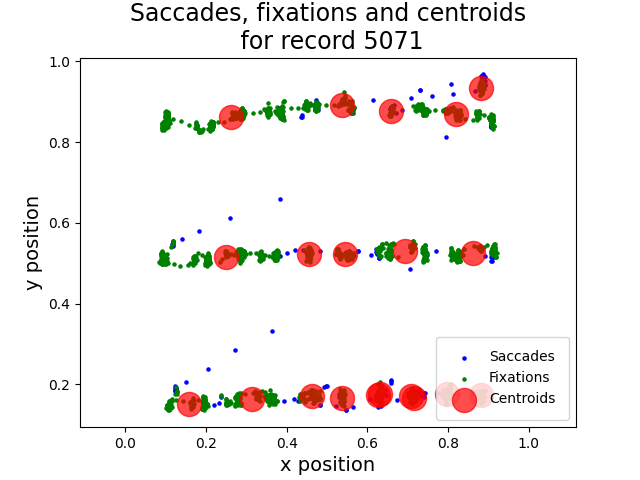 Saccades, fixations and centroids
for record 5071
1.0
0.8
0.6
0.4
0.2
y position
Saccades
Fixations
Centroids
0.0 0.2 0.4 0.6 0.8 1.0
x position